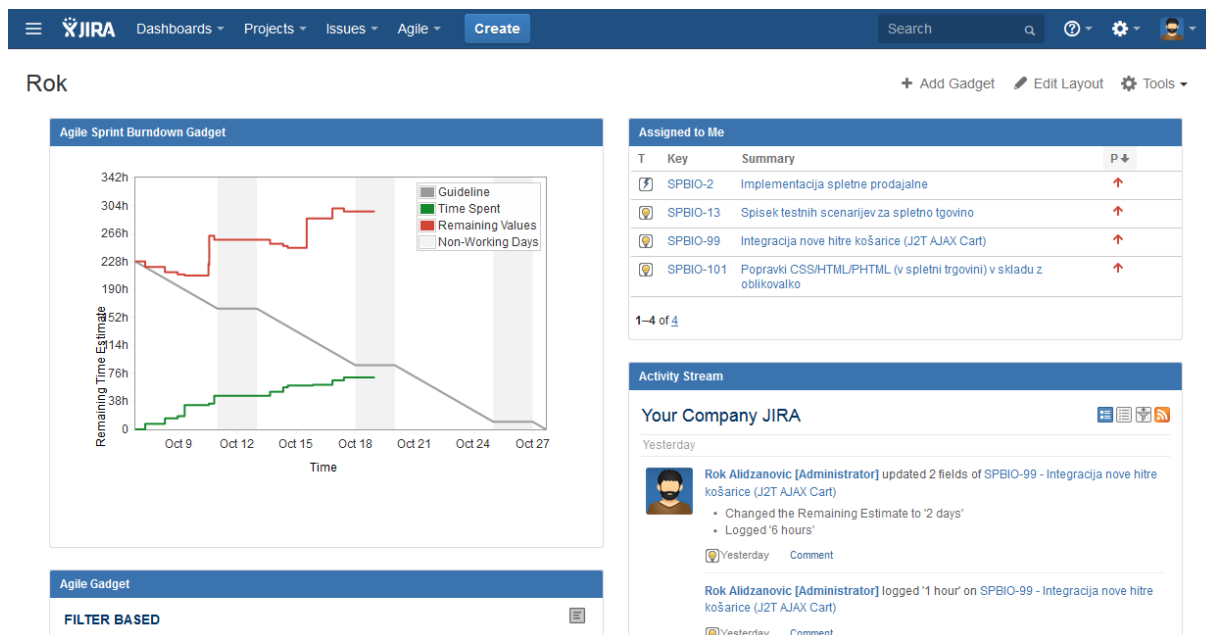 JIRA Dashboards Projects Issues Agile Create Search
Rok
Add Gadget Edit Layout Tools
Agile Sprint Burndown Gadget
342h
304h
266h
228h
190h
152h
114h
76h
38h
0
Remaining Time Estimate
Guideline
Time Spent
Remaining Values
Non-Working Days
Oct 9 Oct 12 Oct 15 Oct 18 Oct 21 Oct 24 Oct 27
Time
Agile Gadget
FILTER BASED
Assigned to Me
T Key Summary P
SPBIO-2 Implementacija spletne prodajalne
SPBIO-13 Spisek testnih scenarijev za spletno tgovino
SPBIO-99 Integracija nove hitre košarice (J2T AJAX Cart)
SPBIO-101 Popravki CSS/HTML/PHTML (v spletni trgovini) v skladu z
oblikovalko
1–4 of 4
Activity Stream
Your Company JIRA
Yesterday
Rok Alidzanovic [Administrator] updated 2 fields of SPBIO-99 - Integracija nove hitre
košarice (J2T AJAX Cart)
• Changed the Remaining Estimate to '2 days'
• Logged '6 hours'
Yesterday Comment
Rok Alidzanovic [Administrator] logged '1 hour' on SPBIO-99 - Integracija nove hitre
košarice (J2T AJAX Cart)
Yesterday Comment